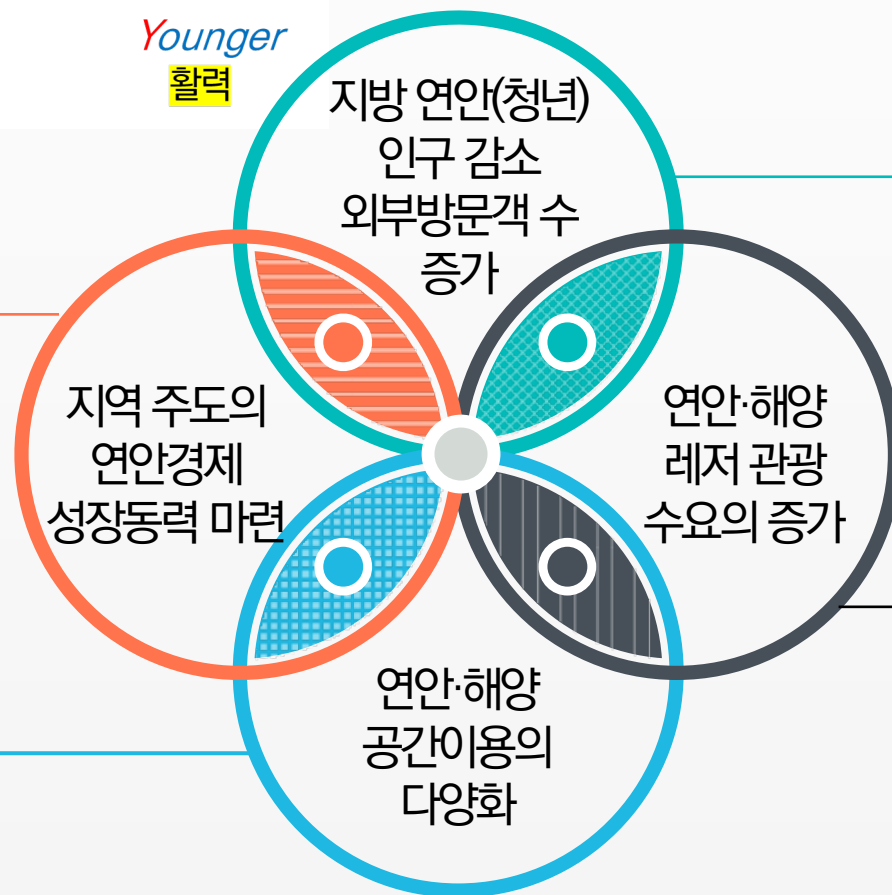 Younger
활력
지방 연안(청년)
인구 감소
외부방문객 수
증가
지역 주도의
연안경제
성장동력 마련
연안·해양
레저 관광
수요의 증가
연안·해양
공간이용의
다양화